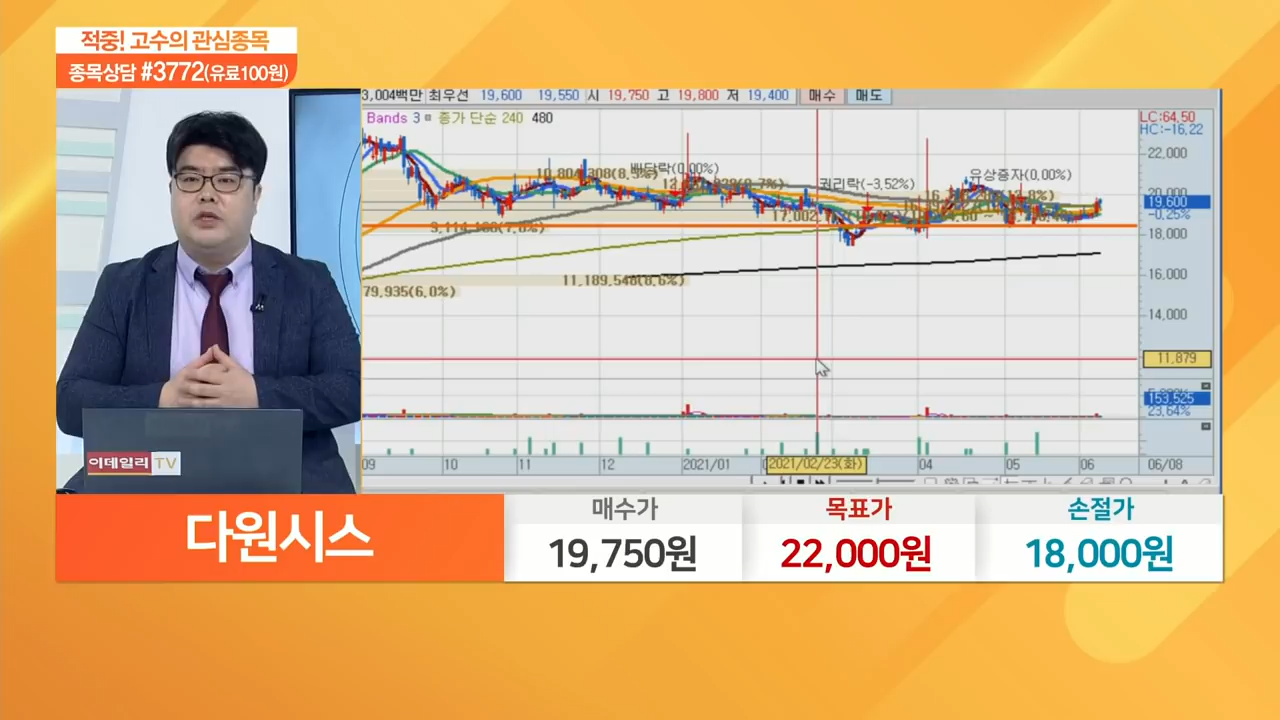 적중! 고수의 관심종목
종목상담 #3772(유료100원)
3,004백만 최우선 19,600 19,550 시 19,750 고 19,800 저 19,400 매수 매도
Bands 3 종가 단순 240 480
LC:64,50
HC:-16,22
22,000
20,000
19,600
-0,25%
18,000
16,000
14,000
11,879
10,804,308(8.3%)
배당락(0,00%)
권리락(-3,52%)
유상증자(0,00%)
11,189,548(8,6%)
79,935(6,0%)
153,525
23,64%
09 10 11 12 2021/01 2021/02/23(화) 04 05 06 06/08
이데일리 TV
다원시스
매수가
19,750원
목표가
22,000원
손절가
18,000원